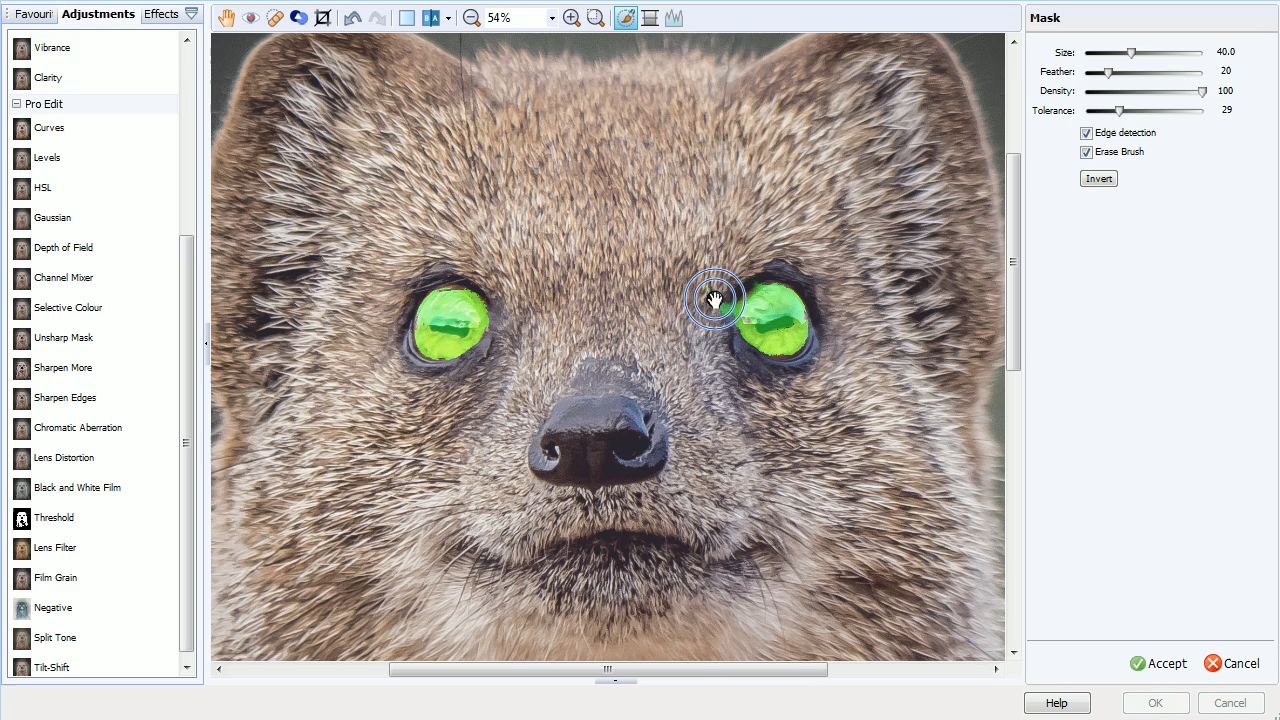 Favouri
Adjustments
Effects
54%
Mask
Vibrance
Clarity
Pro Edit
Curves
Levels
HSL
Gaussian
Depth of Field
Channel Mixer
Selective Colour
Unsharp Mask
Sharpen More
Sharpen Edges
Chromatic Aberration
Lens Distortion
Black and White Film
Threshold
Lens Filter
Film Grain
Negative
Split Tone
Tilt-Shift
Size: 40.0
Feather: 20
Density: 100
Tolerance: 29
Edge detection
Erase Brush
Invert
Accept Cancel
Help OK Cancel